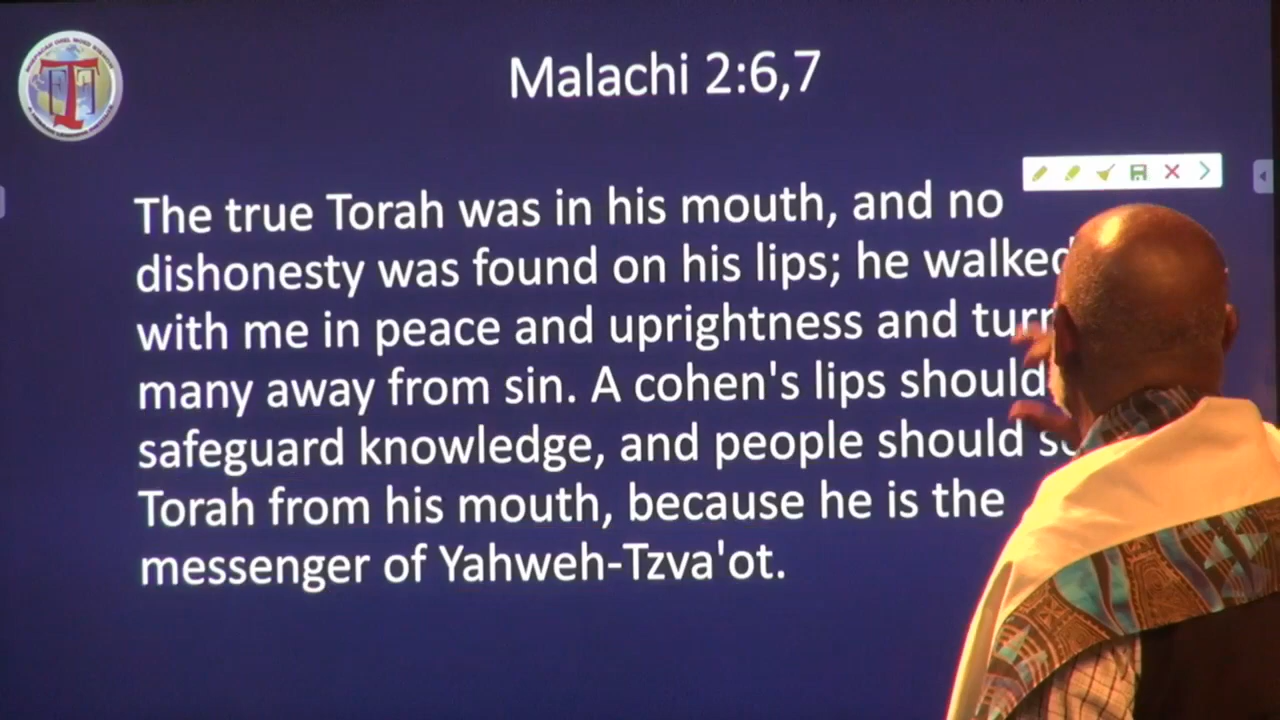 Malachi 2:6,7
The true Torah was in his mouth, and no
dishonesty was found on his lips; he walked
with me in peace and uprightness and
many away from sin. A cohen's lips should
safeguard knowledge, and people should
Torah from his mouth, because he is the
messenger of Yahweh-Tzva'ot.